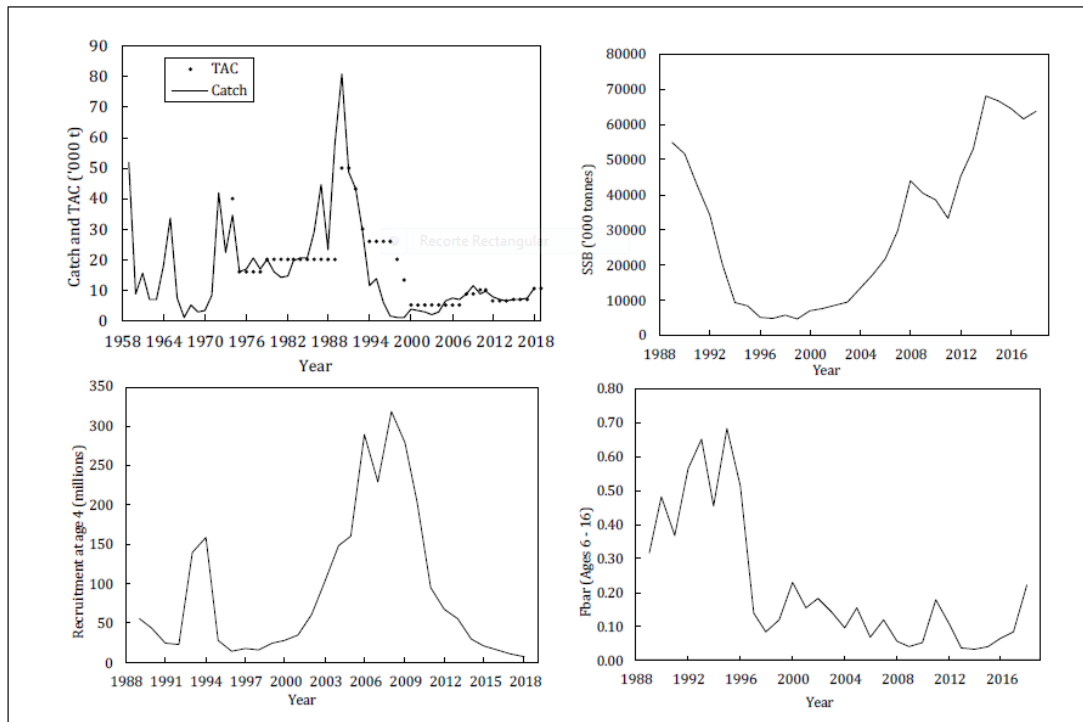 90
80
70
60
50
40
30
20
10
0
Catch and TAC ('000 t)
TAC
Catch
Recorte Rectangular
1958 1964 1970 1976 1982 1988 1994 2000 2006 2012 2018
Year
80000
70000
60000
50000
40000
30000
20000
10000
0
SSB ('000 tonnes)
1988 1992 1996 2000 2004 2008 2012 2016
Year
350
300
250
200
150
100
50
0
Recruitment at age 4 (millions)
1988 1991 1994 1997 2000 2003 2006 2009 2012 2015 2018
Year
0.80
0.70
0.60
0.50
0.40
0.30
0.20
0.10
0.00
Fbar (Ages 6 - 16)
1988 1992 1996 2000 2004 2008 2012 2016
Year